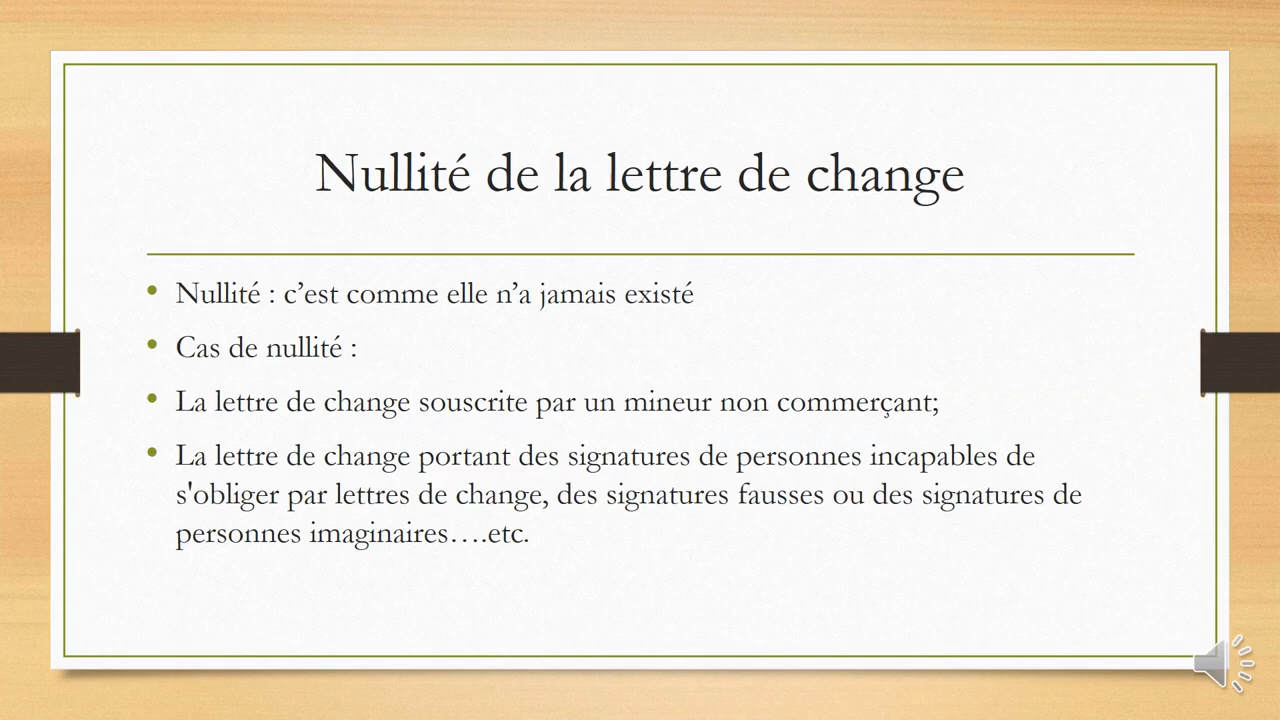 Nullité de la lettre de change
• Nullité : c’est comme elle n’a jamais existé
• Cas de nullité :
• La lettre de change souscrite par un mineur non commerçant;
• La lettre de change portant des signatures de personnes incapables de
s'obliger par lettres de change, des signatures fausses ou des signatures de
personnes imaginaires….etc.